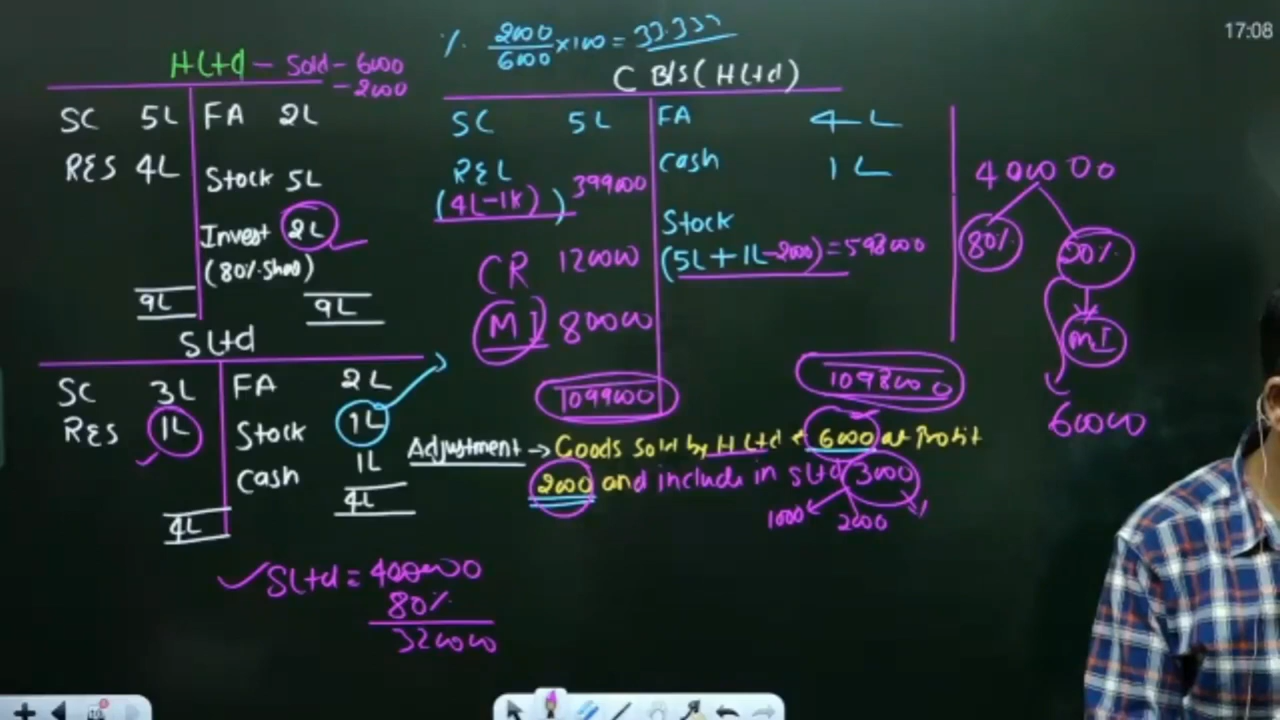 17:08
% 2000/6000 × 100 = 33.333
H Ltd – Sold – 6000
– 2000
SC 5L FA 2L
RES 4L Stock 5L
Invest 2L
(80% Share)
9L 9L
S Ltd
SC 3L FA 2L
RES 1L Stock 1L
Cash 1L
4L 4L
C B/S (H Ltd)
SC 5L FA 4L
REL Cash 1L
(4L-1K) 399000
Stock
(5L+1L-2000) = 598000
CR 120000
MI 80000
1099000 1098000
400000
80% 20%
MI
60000
Adjustment → Goods sold by H Ltd 6000 at Profit
2000 and include in S Ltd 3000
1000 2000
S Ltd = 400000
80%
320000